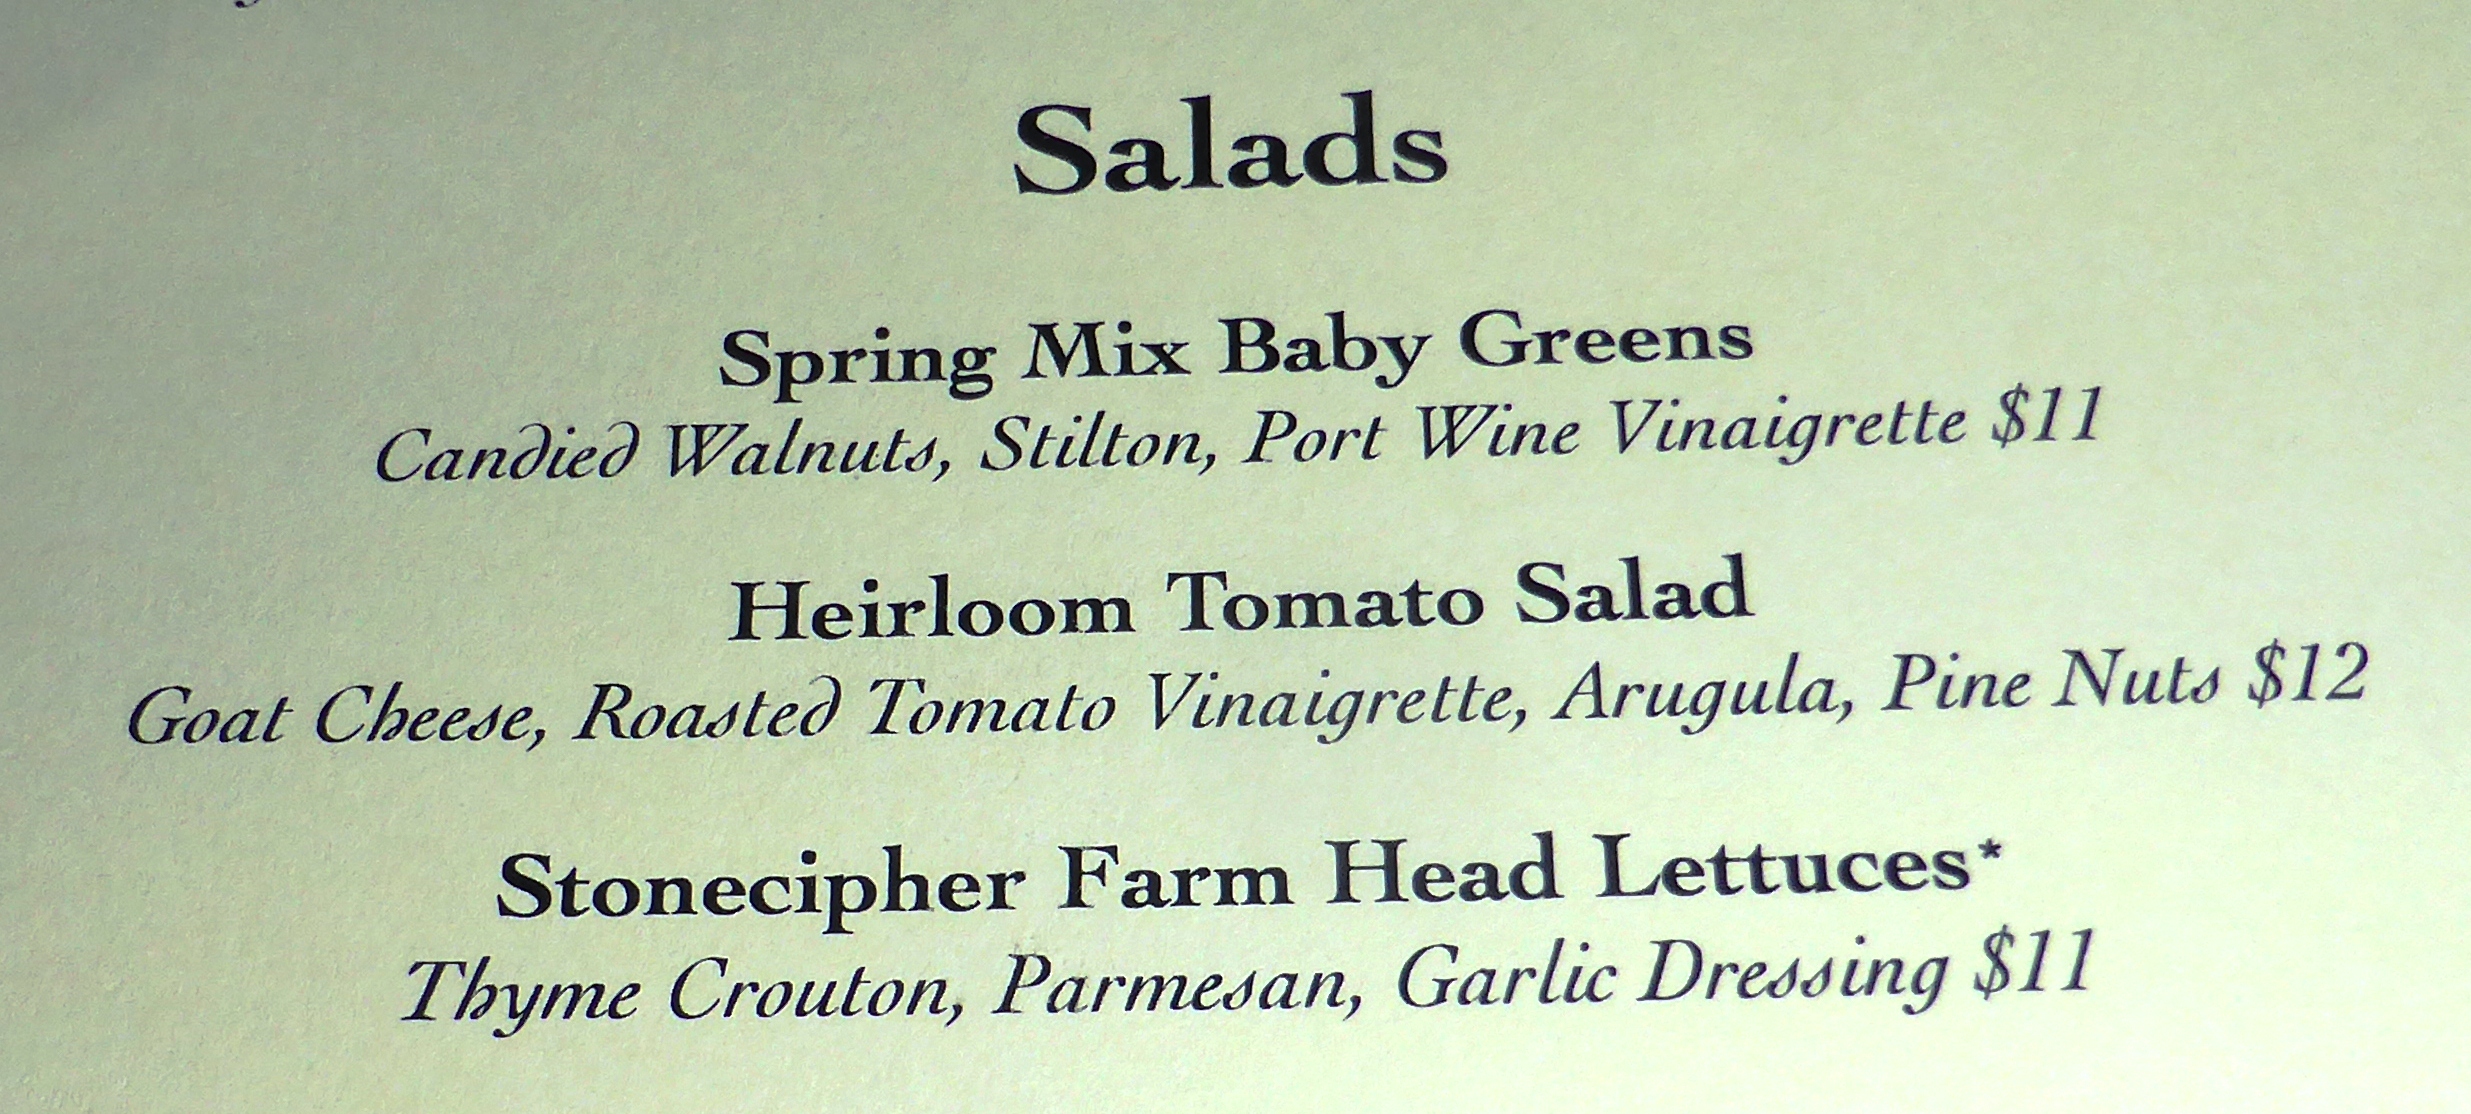 Salads
Spring Mix Baby Greens
Candied Walnuts, Stilton, Port Wine Vinaigrette $11
Heirloom Tomato Salad
Goat Cheese, Roasted Tomato Vinaigrette, Arugula, Pine Nuts $12
Stonecipher Farm Head Lettuces*
Thyme Crouton, Parmesan, Garlic Dressing $11